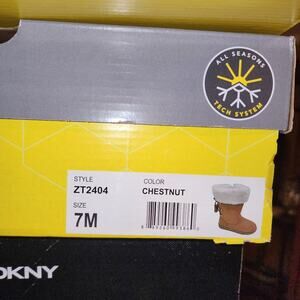 ALL SEASONS
TECH SYSTEM
STYLE
ZT2404
COLOR
CHESTNUT
SIZE
7M
DKNY